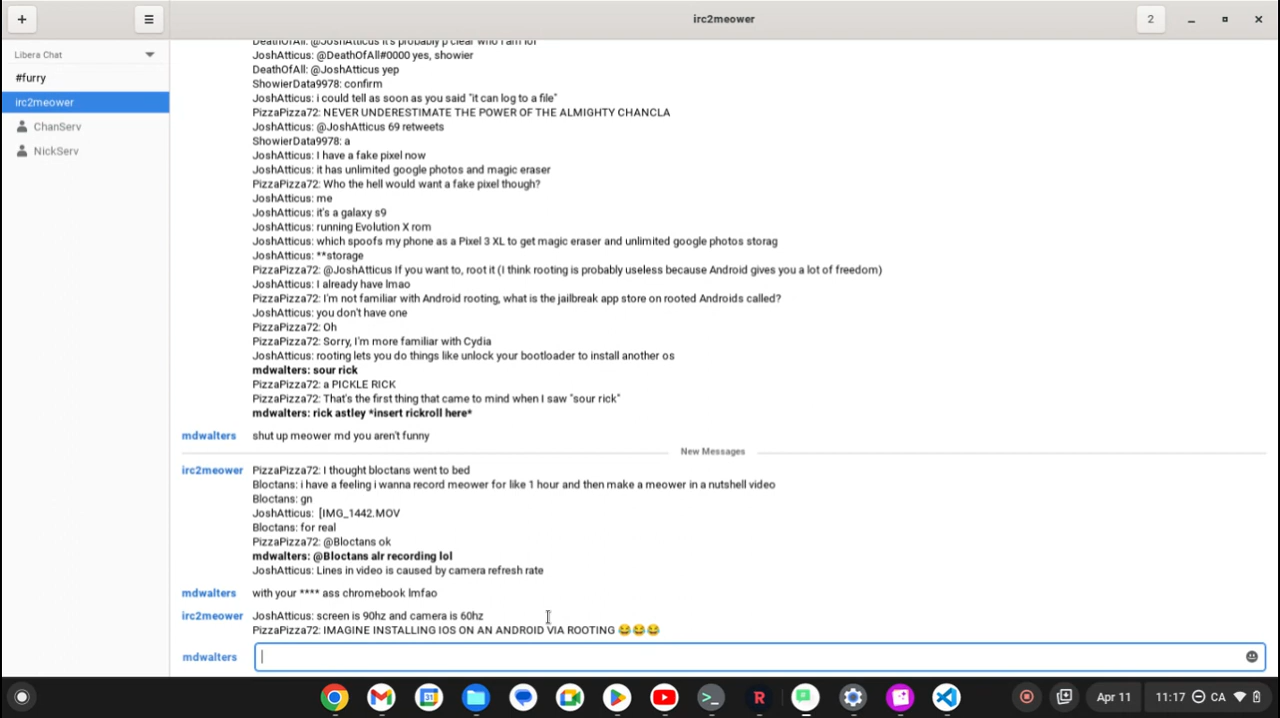 irc2meower
2
Libera Chat
#furry
irc2meower
ChanServ
NickServ
DeathOfAll: @JoshAtticus it's probably p clear who I am lol
JoshAtticus: @DeathOfAll#0000 yes, showier
DeathOfAll: @JoshAtticus yep
ShowierData9978: confirm
JoshAtticus: i could tell as soon as you said "it can log to a file"
PizzaPizza72: NEVER UNDERESTIMATE THE POWER OF THE ALMIGHTY CHANCLA
JoshAtticus: @JoshAtticus 69 retweets
ShowierData9978: a
JoshAtticus: I have a fake pixel now
JoshAtticus: it has unlimited google photos and magic eraser
PizzaPizza72: Who the hell would want a fake pixel though?
JoshAtticus: me
JoshAtticus: it's a galaxy s9
JoshAtticus: running Evolution X rom
JoshAtticus: which spoofs my phone as a Pixel 3 XL to get magic eraser and unlimited google photos storag
JoshAtticus: **storage
PizzaPizza72: @JoshAtticus If you want to, root it (I think rooting is probably useless because Android gives you a lot of freedom)
JoshAtticus: I already have lmao
PizzaPizza72: I'm not familiar with Android rooting, what is the jailbreak app store on rooted Androids called?
JoshAtticus: you don't have one
PizzaPizza72: Oh
PizzaPizza72: Sorry, I'm more familiar with Cydia
JoshAtticus: rooting lets you do things like unlock your bootloader to install another os
mdwalters: sour rick
PizzaPizza72: a PICKLE RICK
PizzaPizza72: That's the first thing that came to mind when I saw "sour rick"
mdwalters: rick astley *insert rickroll here*
mdwalters shut up meower md you aren't funny
New Messages
irc2meower PizzaPizza72: I thought bloctans went to bed
Bloctans: i have a feeling i wanna record meower for like 1 hour and then make a meower in a nutshell video
Bloctans: gn
JoshAtticus: [IMG_1442.MOV
Bloctans: for real
PizzaPizza72: @Bloctans ok
mdwalters: @Bloctans alr recording lol
JoshAtticus: Lines in video is caused by camera refresh rate
mdwalters with your **** ass chromebook lmfao
irc2meower JoshAtticus: screen is 90hz and camera is 60hz
PizzaPizza72: IMAGINE INSTALLING IOS ON AN ANDROID VIA ROOTING 😂😂😂
mdwalters
Apr 11
11:17
CA